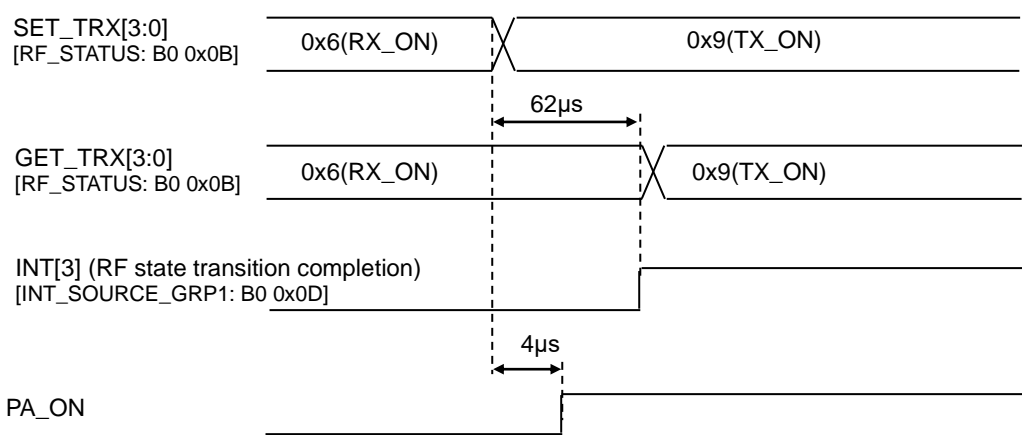 SET_TRX[3:0]
[RF_STATUS: B0 0x0B]
0x6(RX_ON)
0x9(TX_ON)
62µs
GET_TRX[3:0]
[RF_STATUS: B0 0x0B]
0x6(RX_ON)
0x9(TX_ON)
INT[3] (RF state transition completion)
[INT_SOURCE_GRP1: B0 0x0D]
4µs
PA_ON